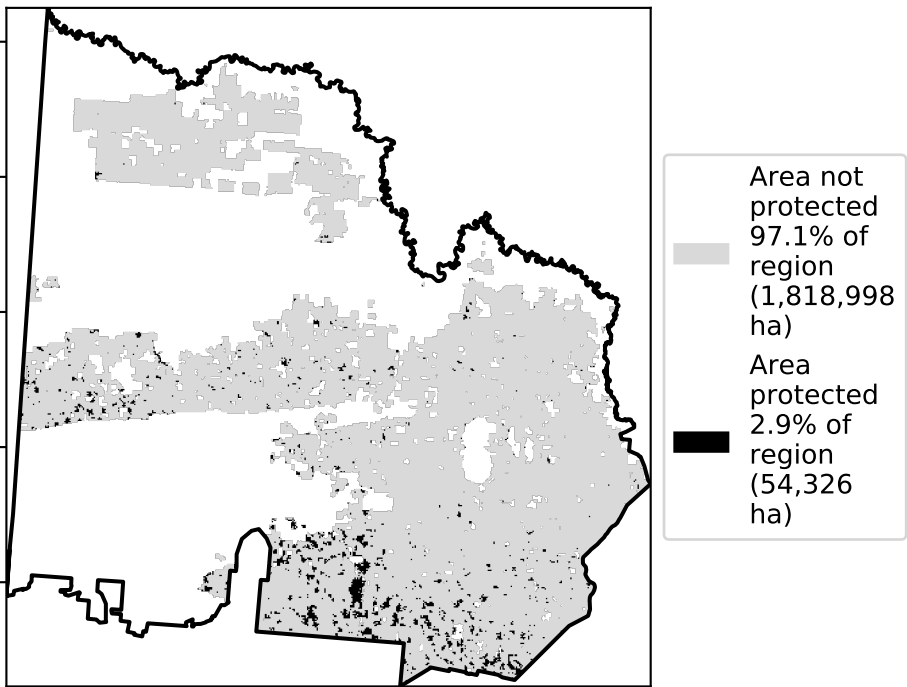 Area not
protected
97.1% of
region
(1,818,998
ha)
Area
protected
2.9% of
region
(54,326
ha)